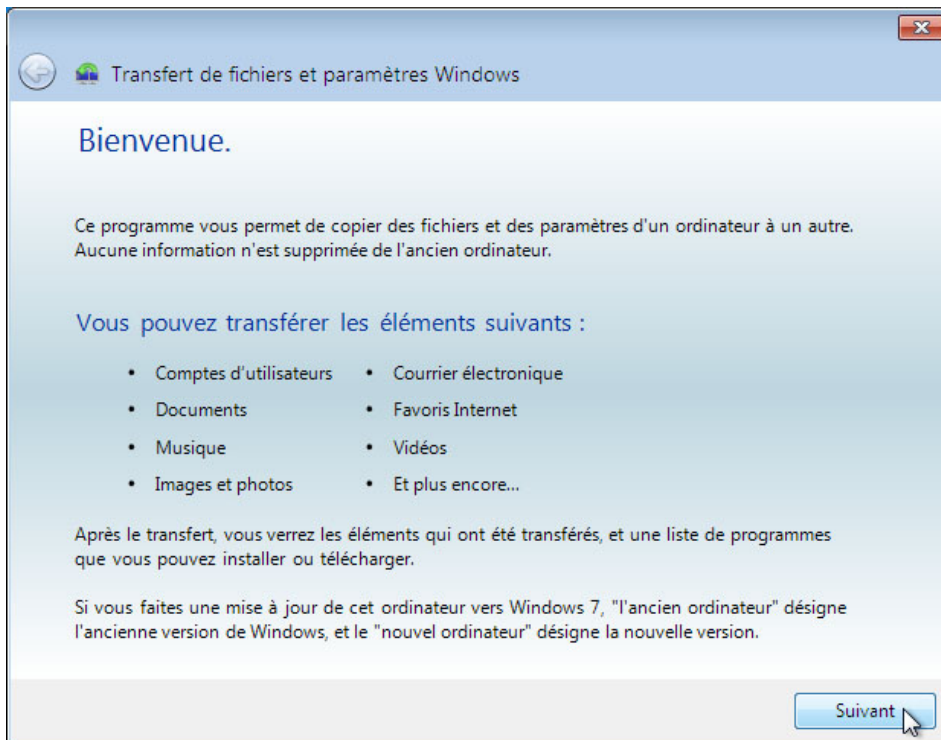 Transfert de fichiers et paramètres Windows
Bienvenue.
Ce programme vous permet de copier des fichiers et des paramètres d'un ordinateur à un autre.
Aucune information n'est supprimée de l'ancien ordinateur.
Vous pouvez transférer les éléments suivants :
• Comptes d'utilisateurs • Courrier électronique
• Documents • Favoris Internet
• Musique • Vidéos
• Images et photos • Et plus encore...
Après le transfert, vous verrez les éléments qui ont été transférés, et une liste de programmes
que vous pouvez installer ou télécharger.
Si vous faites une mise à jour de cet ordinateur vers Windows 7, "l'ancien ordinateur" désigne
l'ancienne version de Windows, et le "nouvel ordinateur" désigne la nouvelle version.
Suivant